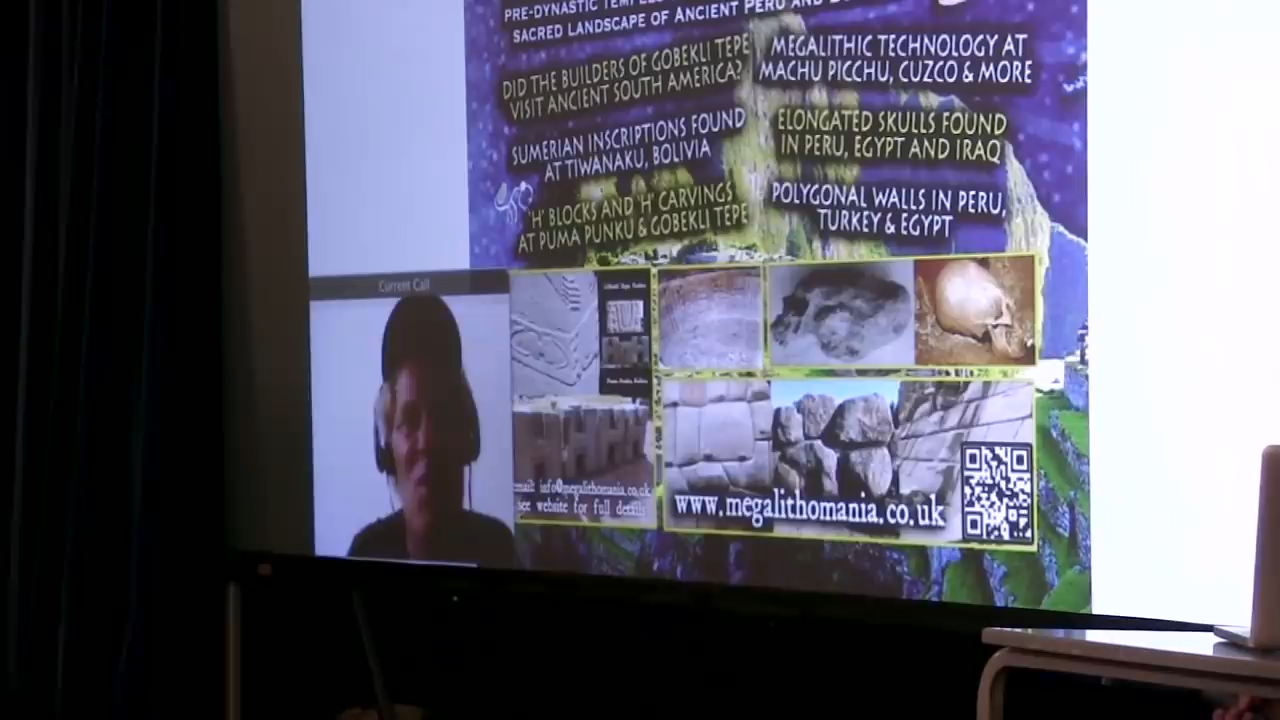 PRE-DYNASTIC
SACRED LANDSCAPE OF ANCIENT PERU AND
DID THE BUILDERS OF GOBEKLI TEPE
VISIT ANCIENT SOUTH AMERICA?
SUMERIAN INSCRIPTIONS FOUND
AT TIWANAKU, BOLIVIA
'H' BLOCKS AND 'H' CARVINGS
AT PUMA PUNKU & GOBEKLI TEPE
MEGALITHIC TECHNOLOGY AT
MACHU PICCHU, CUZCO & MORE
ELONGATED SKULLS FOUND
IN PERU, EGYPT AND IRAQ
POLYGONAL WALLS IN PERU,
TURKEY & EGYPT
Current Call
email: info@megalithomania.co.uk
see website for full details
www.megalithomania.co.uk